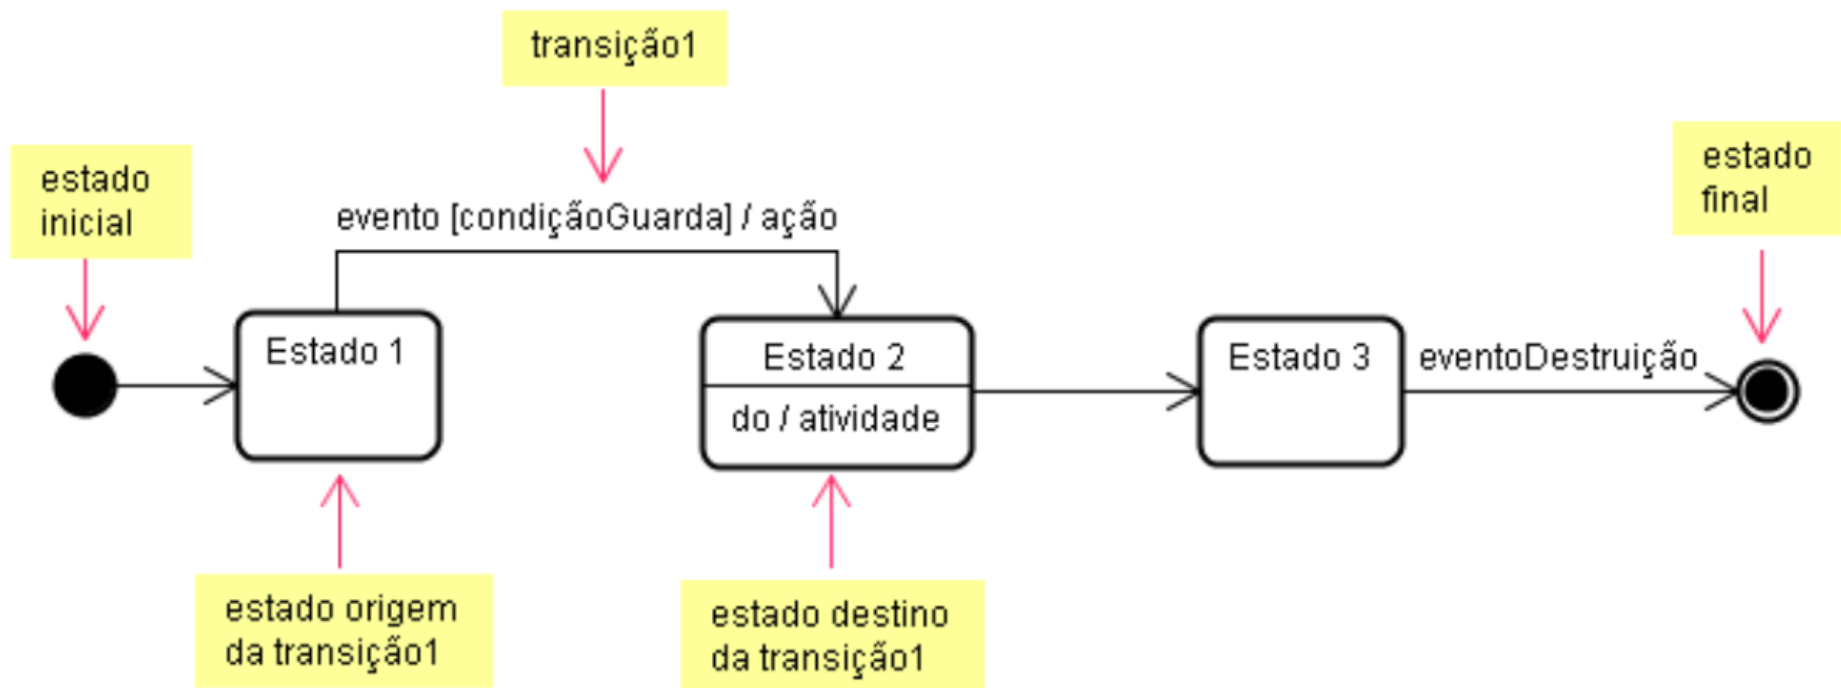 transição1
estado
inicial
estado
final
evento [condiçãoGuarda] / ação
Estado 1
Estado 2
do / atividade
Estado 3
eventoDestruição
estado origem
da transição1
estado destino
da transição1